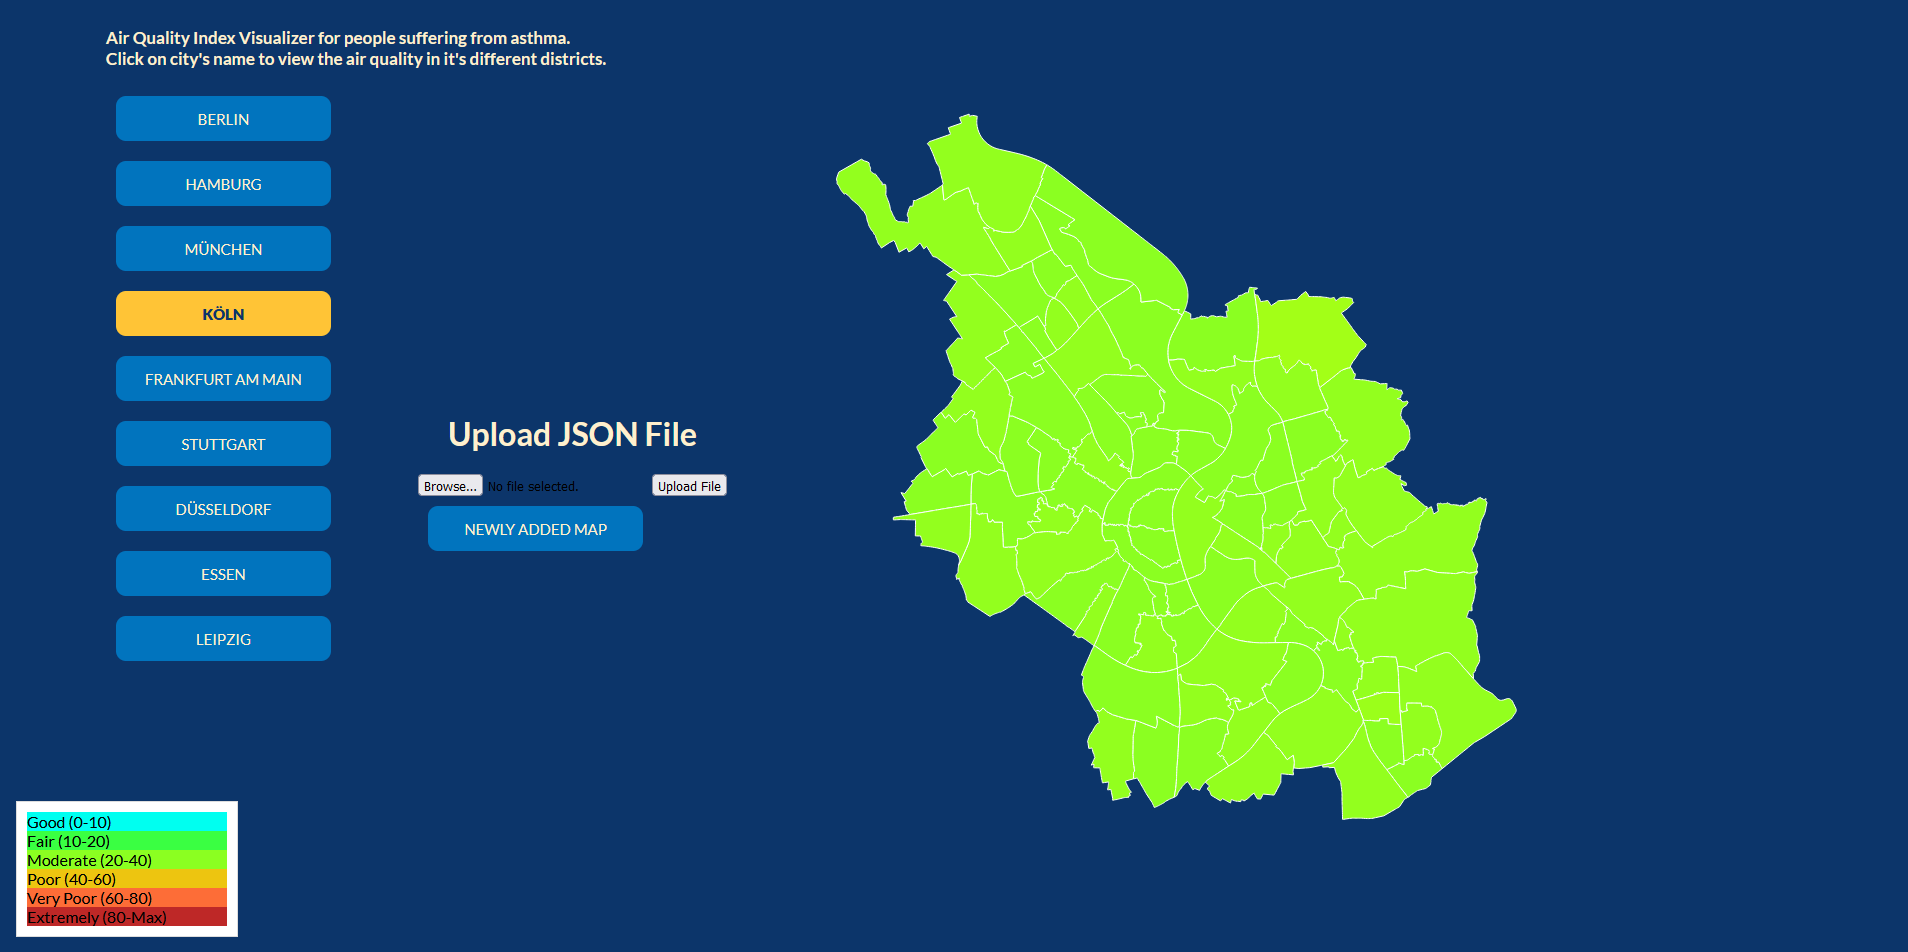 Air Quality Index Visualizer for people suffering from asthma.
Click on city's name to view the air quality in it's different districts.
BERLIN
HAMBURG
MÜNCHEN
KÖLN
FRANKFURT AM MAIN
STUTTGART
DÜSSELDORF
ESSEN
LEIPZIG
Upload JSON File
Browse... No file selected. Upload File
NEWLY ADDED MAP
Good (0-10)
Fair (10-20)
Moderate (20-40)
Poor (40-60)
Very Poor (60-80)
Extremely (80-Max)